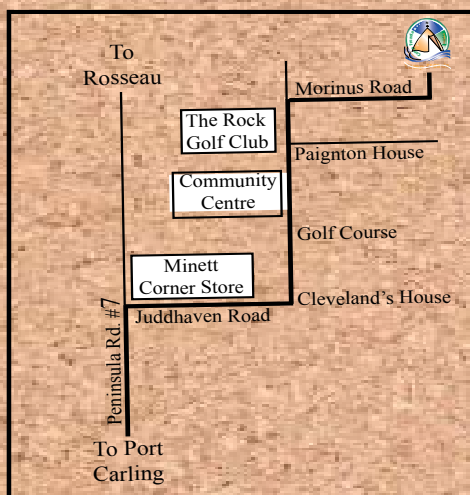 To
Rosseau
Morinus Road
The Rock
Golf Club
Paignton House
Community
Centre
Golf Course
Minett
Corner Store
Cleveland's House
Juddhaven Road
Peninsula Rd. #7
To Port
Carling